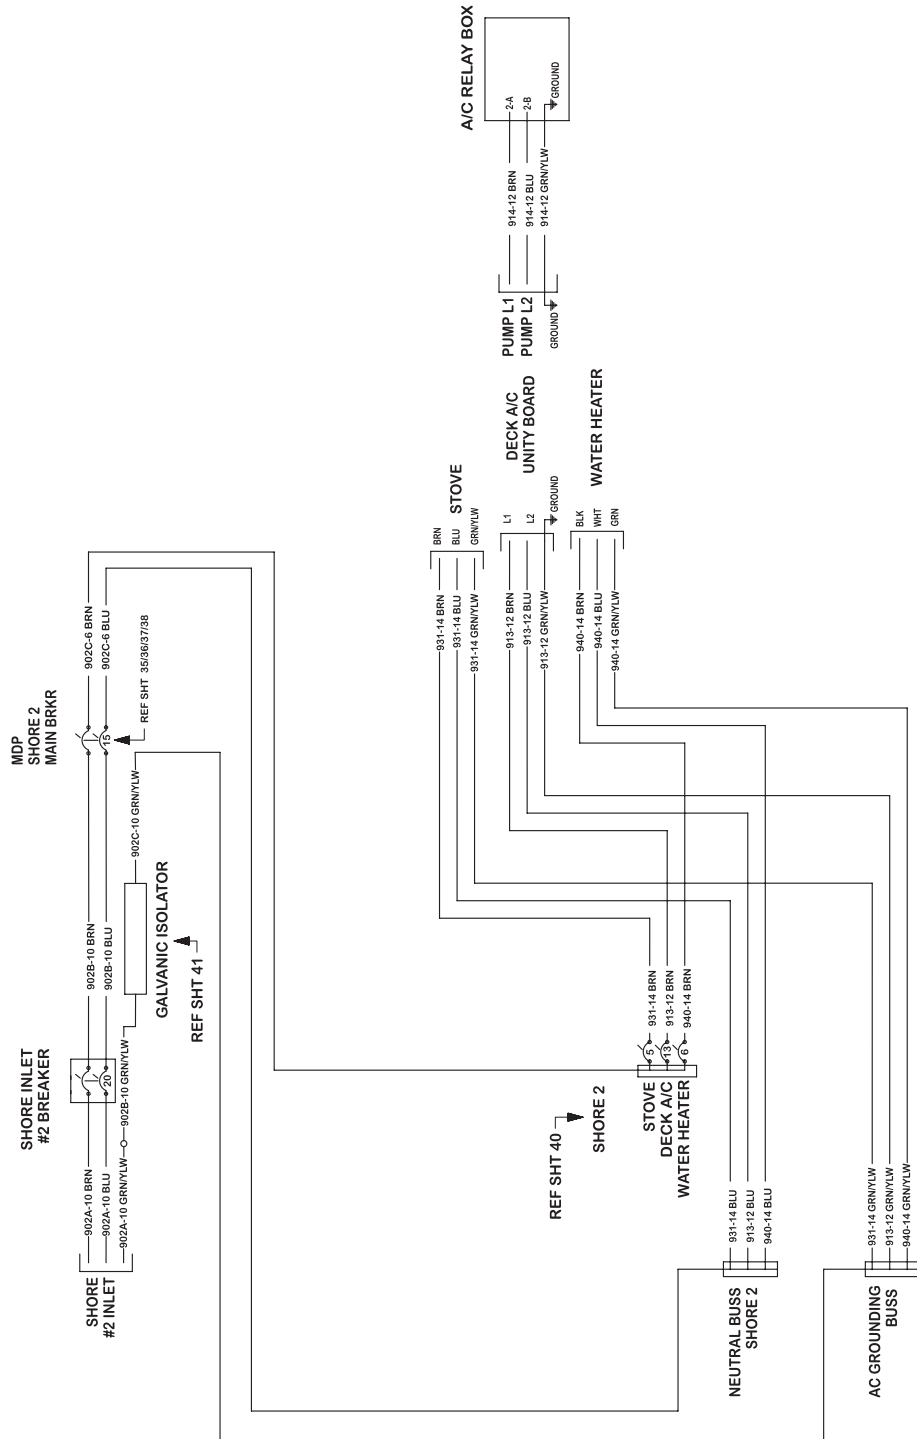 A/C RELAY BOX
2-A
2-B
GROUND
914-12 BRN
914-12 BLU
914-12 GRN/YLW
PUMP L1
PUMP L2
GROUND
DECK A/C
UNITY BOARD
L1
L2
GROUND
STOVE
BRN
BLU
GRN/YLW
WATER HEATER
BLK
WHT
GRN
931-14 BRN
931-14 BLU
931-14 GRN/YLW
913-12 BRN
913-12 BLU
913-12 GRN/YLW
940-14 BRN
940-14 BLU
940-14 GRN/YLW
902C-6 BRN
902C-6 BLU
MDP
SHORE 2
MAIN BRKR
15
REF SHT 35/36/37/38
902C-10 GRN/YLW
GALVANIC ISOLATOR
REF SHT 41
902B-10 BRN
902B-10 BLU
902B-10 GRN/YLW
SHORE INLET
#2 BREAKER
20
902A-10 BRN
902A-10 BLU
902A-10 GRN/YLW
SHORE
#2 INLET
931-14 BRN
913-12 BRN
940-14 BRN
5
13
6
STOVE
DECK A/C
WATER HEATER
SHORE 2
REF SHT 40
931-14 BLU
913-12 BLU
940-14 BLU
NEUTRAL BUSS
SHORE 2
931-14 GRN/YLW
913-12 GRN/YLW
940-14 GRN/YLW
AC GROUNDING
BUSS